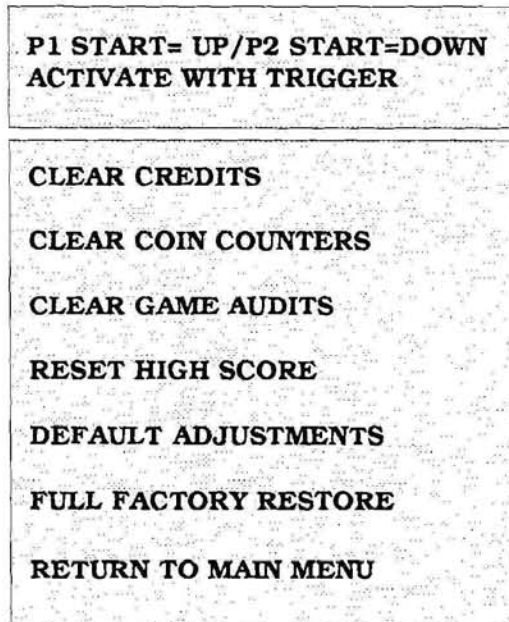 P1 START= UP/P2 START=DOWN
ACTIVATE WITH TRIGGER
CLEAR CREDITS
CLEAR COIN COUNTERS
CLEAR GAME AUDITS
RESET HIGH SCORE
DEFAULT ADJUSTMENTS
FULL FACTORY RESTORE
RETURN TO MAIN MENU